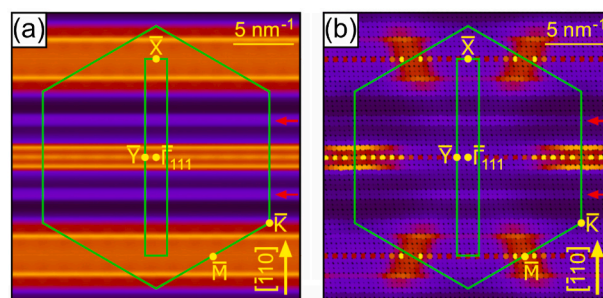 (a)
5 nm⁻¹
X̄
Ȳ
Γ̄₁₁₁
K̄
M̄
[1̄10]
(b)
5 nm⁻¹
X̄
Ȳ
Γ̄₁₁₁
K̄
M̄
[1̄10]